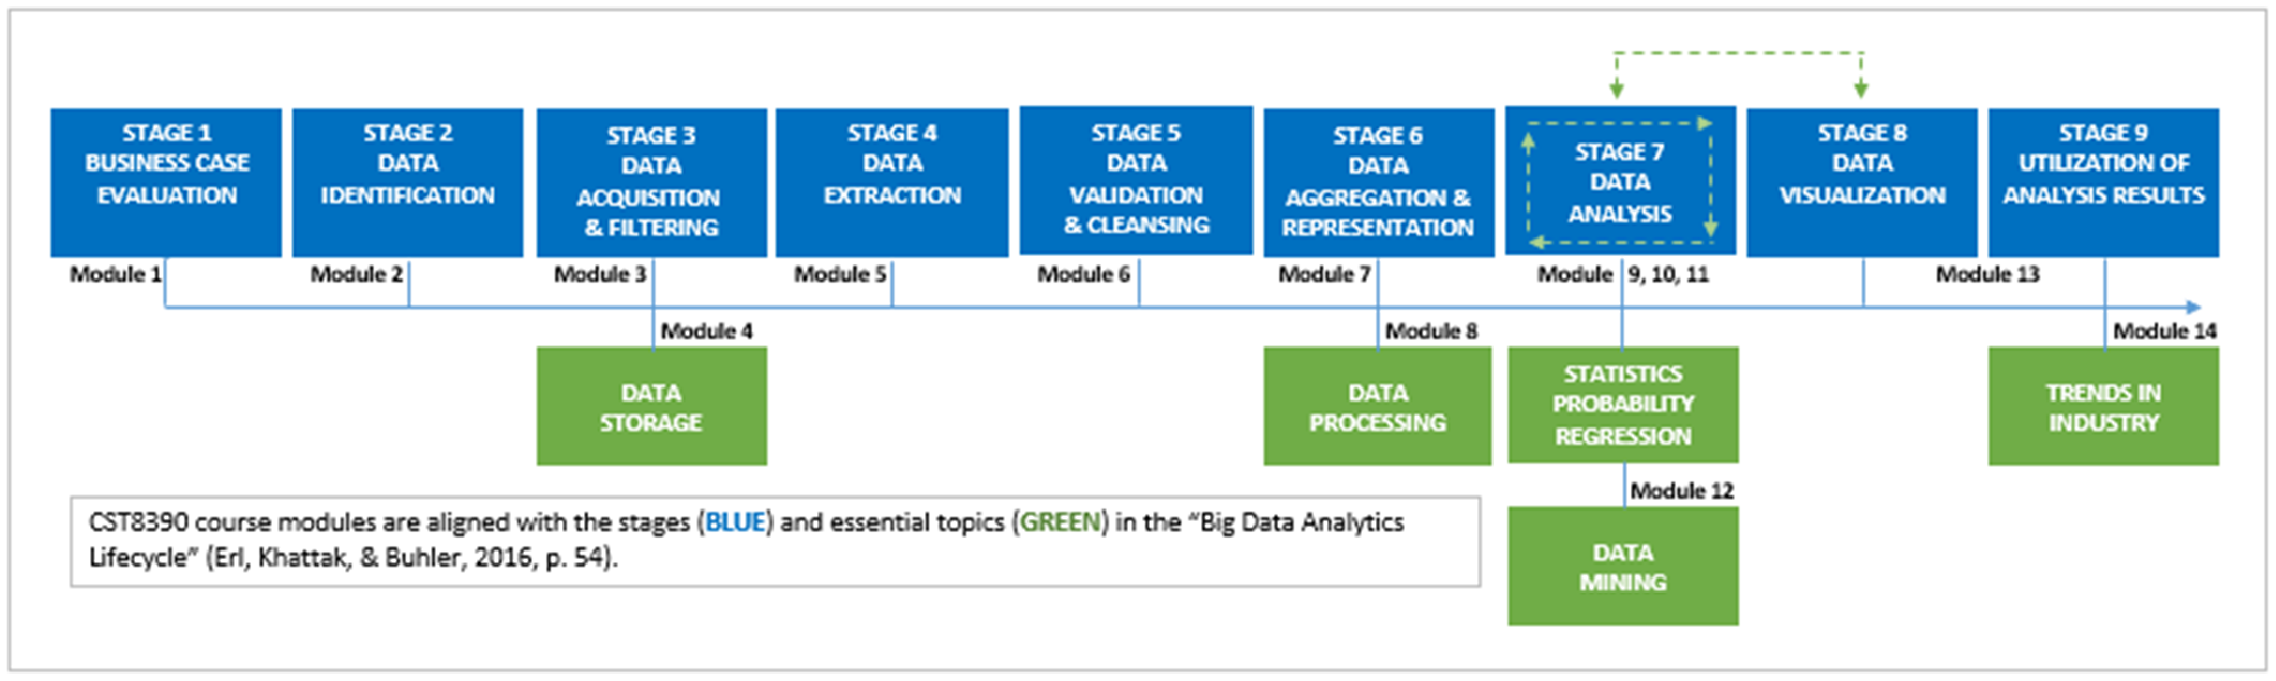 STAGE 1
BUSINESS CASE
EVALUATION
STAGE 2
DATA
IDENTIFICATION
STAGE 3
DATA
ACQUISITION
& FILTERING
STAGE 4
DATA
EXTRACTION
STAGE 5
DATA
VALIDATION
& CLEANSING
STAGE 6
DATA
AGGREGATION &
REPRESENTATION
STAGE 7
DATA
ANALYSIS
STAGE 8
DATA
VISUALIZATION
STAGE 9
UTILIZATION OF
ANALYSIS RESULTS
Module 1
Module 2
Module 3
Module 5
Module 6
Module 7
Module 9, 10, 11
Module 13
Module 4
Module 8
Module 14
DATA
STORAGE
DATA
PROCESSING
STATISTICS
PROBABILITY
REGRESSION
TRENDS IN
INDUSTRY
Module 12
DATA
MINING
CST8390 course modules are aligned with the stages (BLUE) and essential topics (GREEN) in the “Big Data Analytics
Lifecycle” (Erl, Khattak, & Buhler, 2016, p. 54).